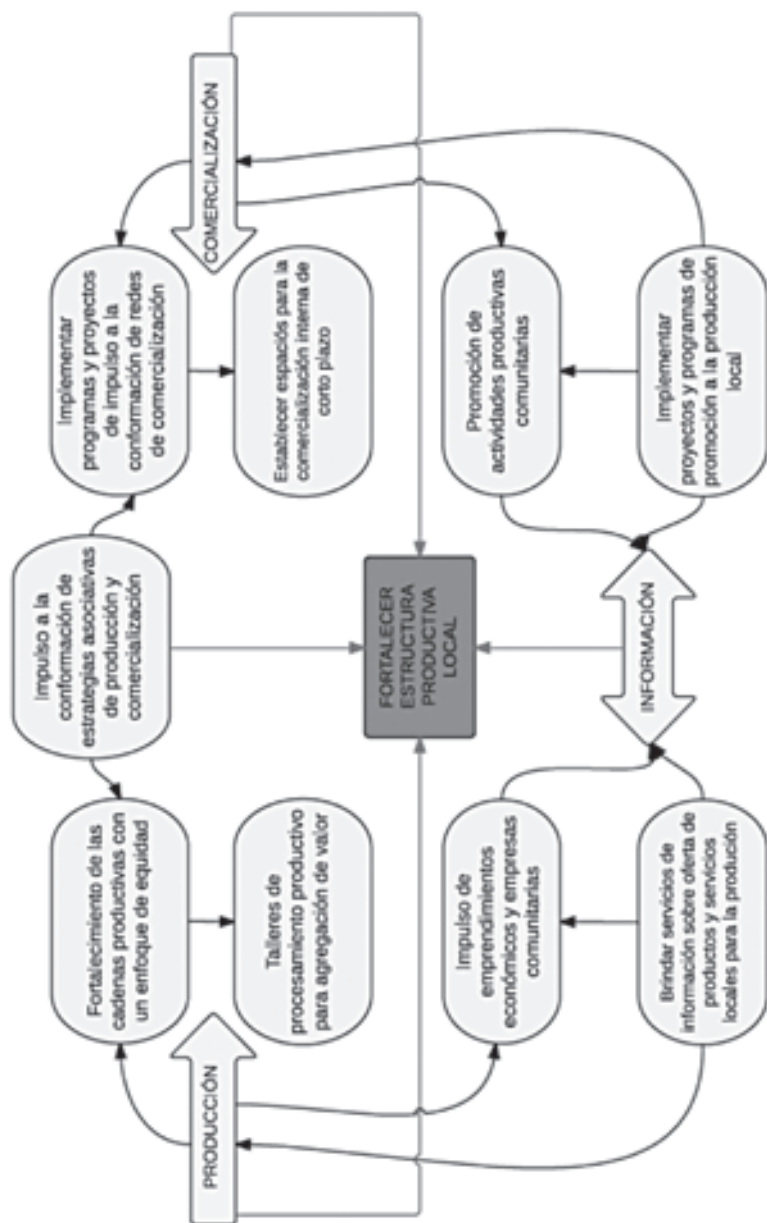 Impulso a la
conformación de
estrategias asociativas
de producción y
comercialización
Fortalecimiento de las
cadenas productivas con
un enfoque de equidad
Implementar
programas y proyectos
de impulso a la
conformación de redes
de comercialización
PRODUCCIÓN
COMERCIALIZACIÓN
Talleres de
procesamiento productivo
para agregación de valor
Establecer espaciós para la
comercialización interna de
corto plazo
FORTALECER
ESTRUCTURA
PRODUCTIVA
LOCAL
Impulso de
emprendimientos
económicos y empresas
comunitarias
Promoción de
actividades productivas
comunitarias
Brindar servicios de
información sobre oferta de
productos y servicios
locales para la produción
INFORMACIÓN
Implementar
proyectos y programas de
promoción a la producción
local